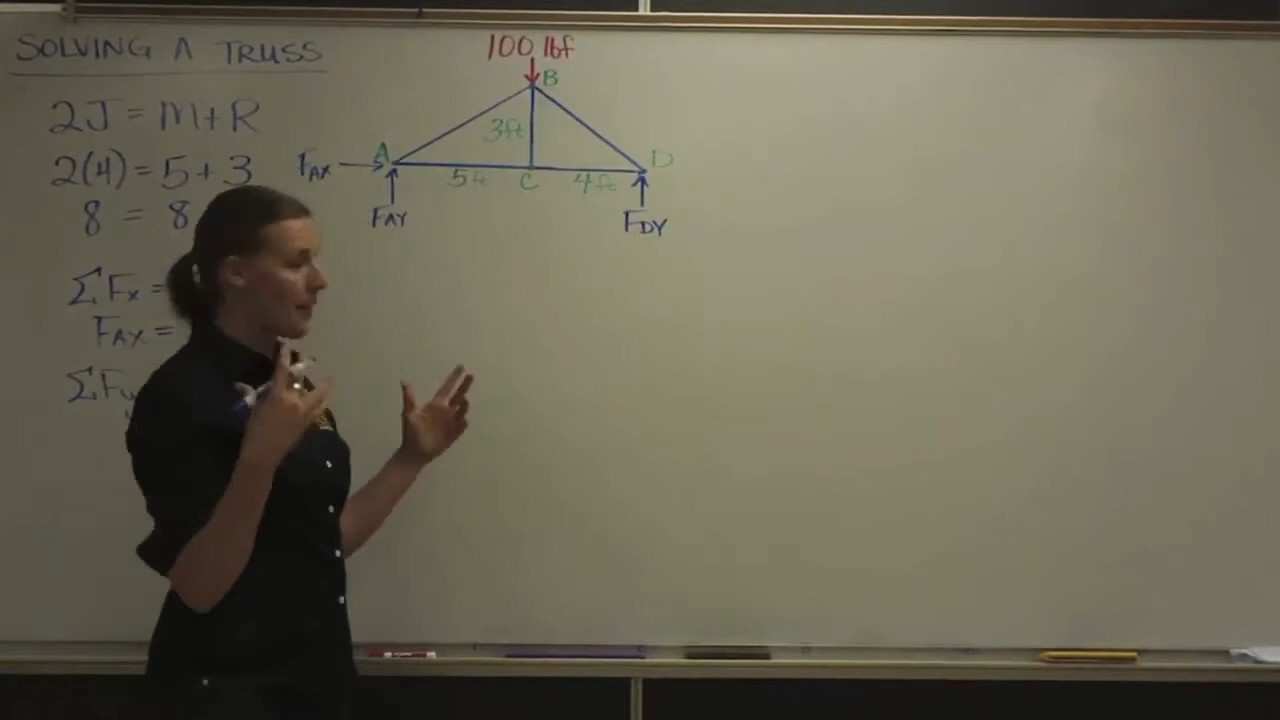 SOLVING A TRUSS
2J = M+R
2(4) = 5+3
8 = 8
ΣFx =
FAX =
ΣFy
100 lbf
B
3ft
A
FAX
5ft
C
4ft
D
FAY
FDY